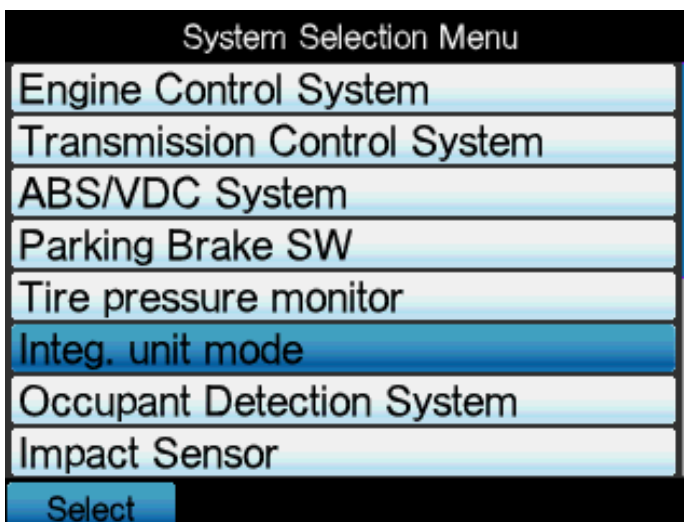 System Selection Menu
Engine Control System
Transmission Control System
ABS/VDC System
Parking Brake SW
Tire pressure monitor
Integ. unit mode
Occupant Detection System
Impact Sensor
Select